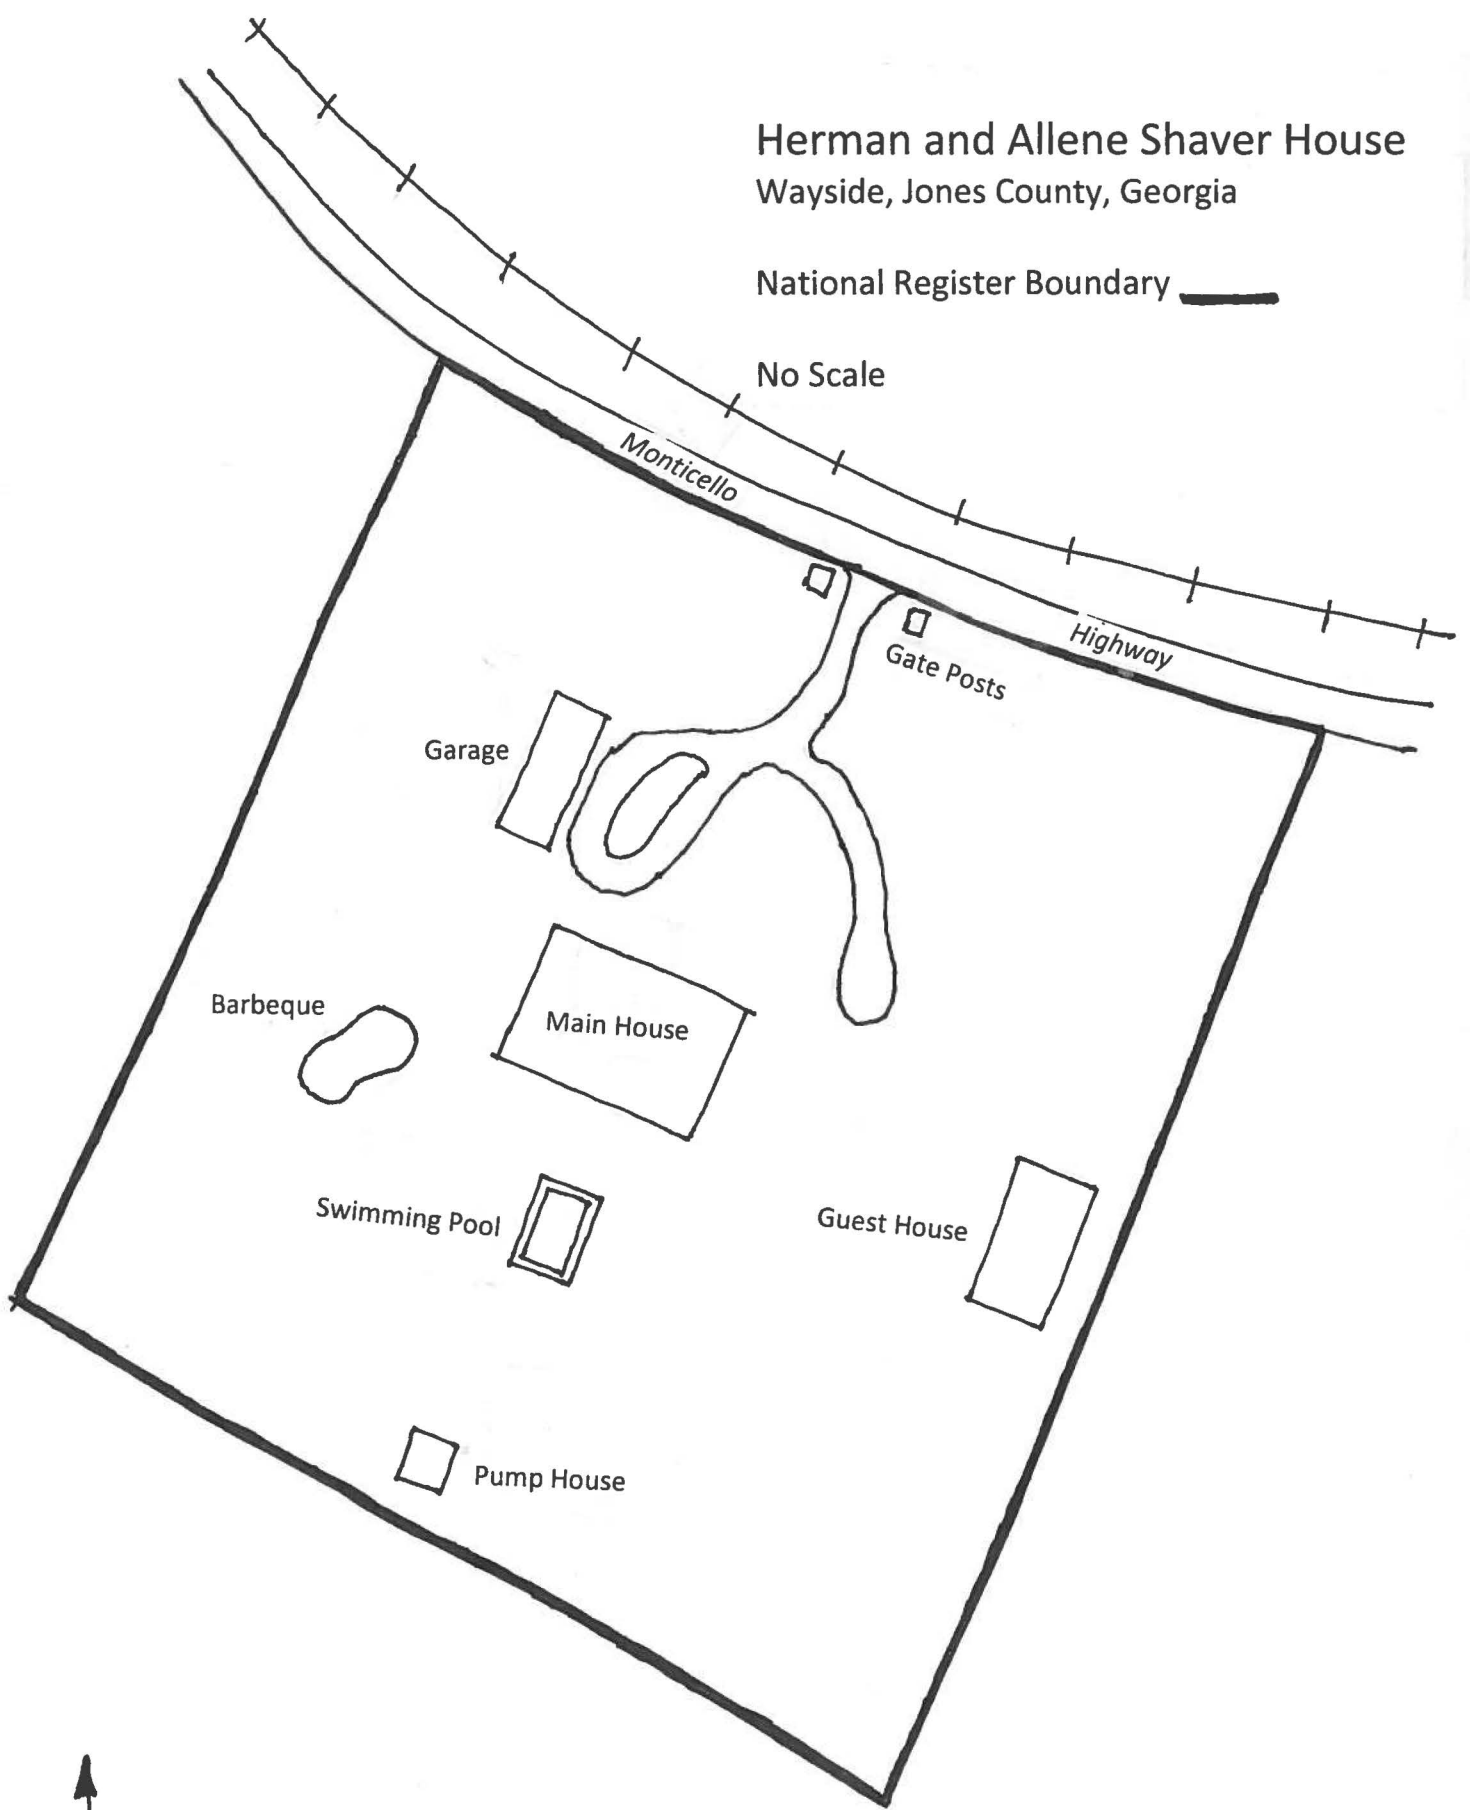 Herman and Allene Shaver House
Wayside, Jones County, Georgia
National Register Boundary
No Scale
Monticello
Highway
Gate Posts
Garage
Barbeque
Main House
Swimming Pool
Guest House
Pump House